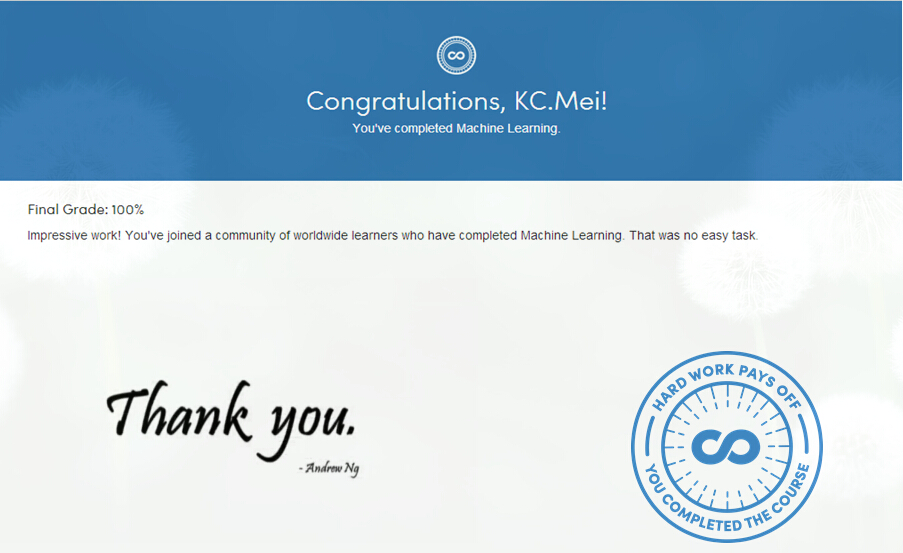 Congratulations, KC.Mei!
You've completed Machine Learning.
Final Grade: 100%
Impressive work! You've joined a community of worldwide learners who have completed Machine Learning. That was no easy task.
Thank you.
- Andrew Ng
HARD WORK PAYS OFF
YOU COMPLETED THE COURSE